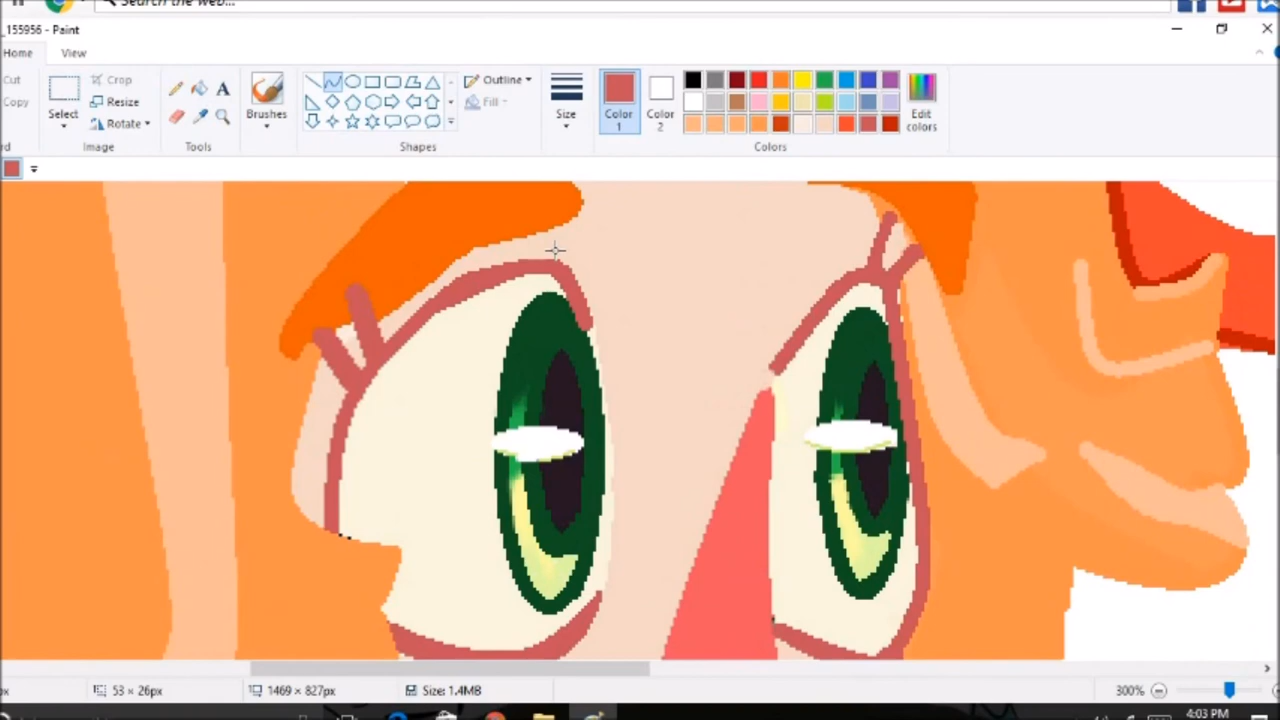 Search the web...
_155956 - Paint
Home View
Cut
Copy
Select
Crop
Resize
Rotate
Image
A
Tools
Brushes
Outline
Fill
Shapes
Size
Color 1
Color 2
Edit colors
Colors
53 × 26px
1469 × 827px
Size: 1.4MB
300%
4:03 PM